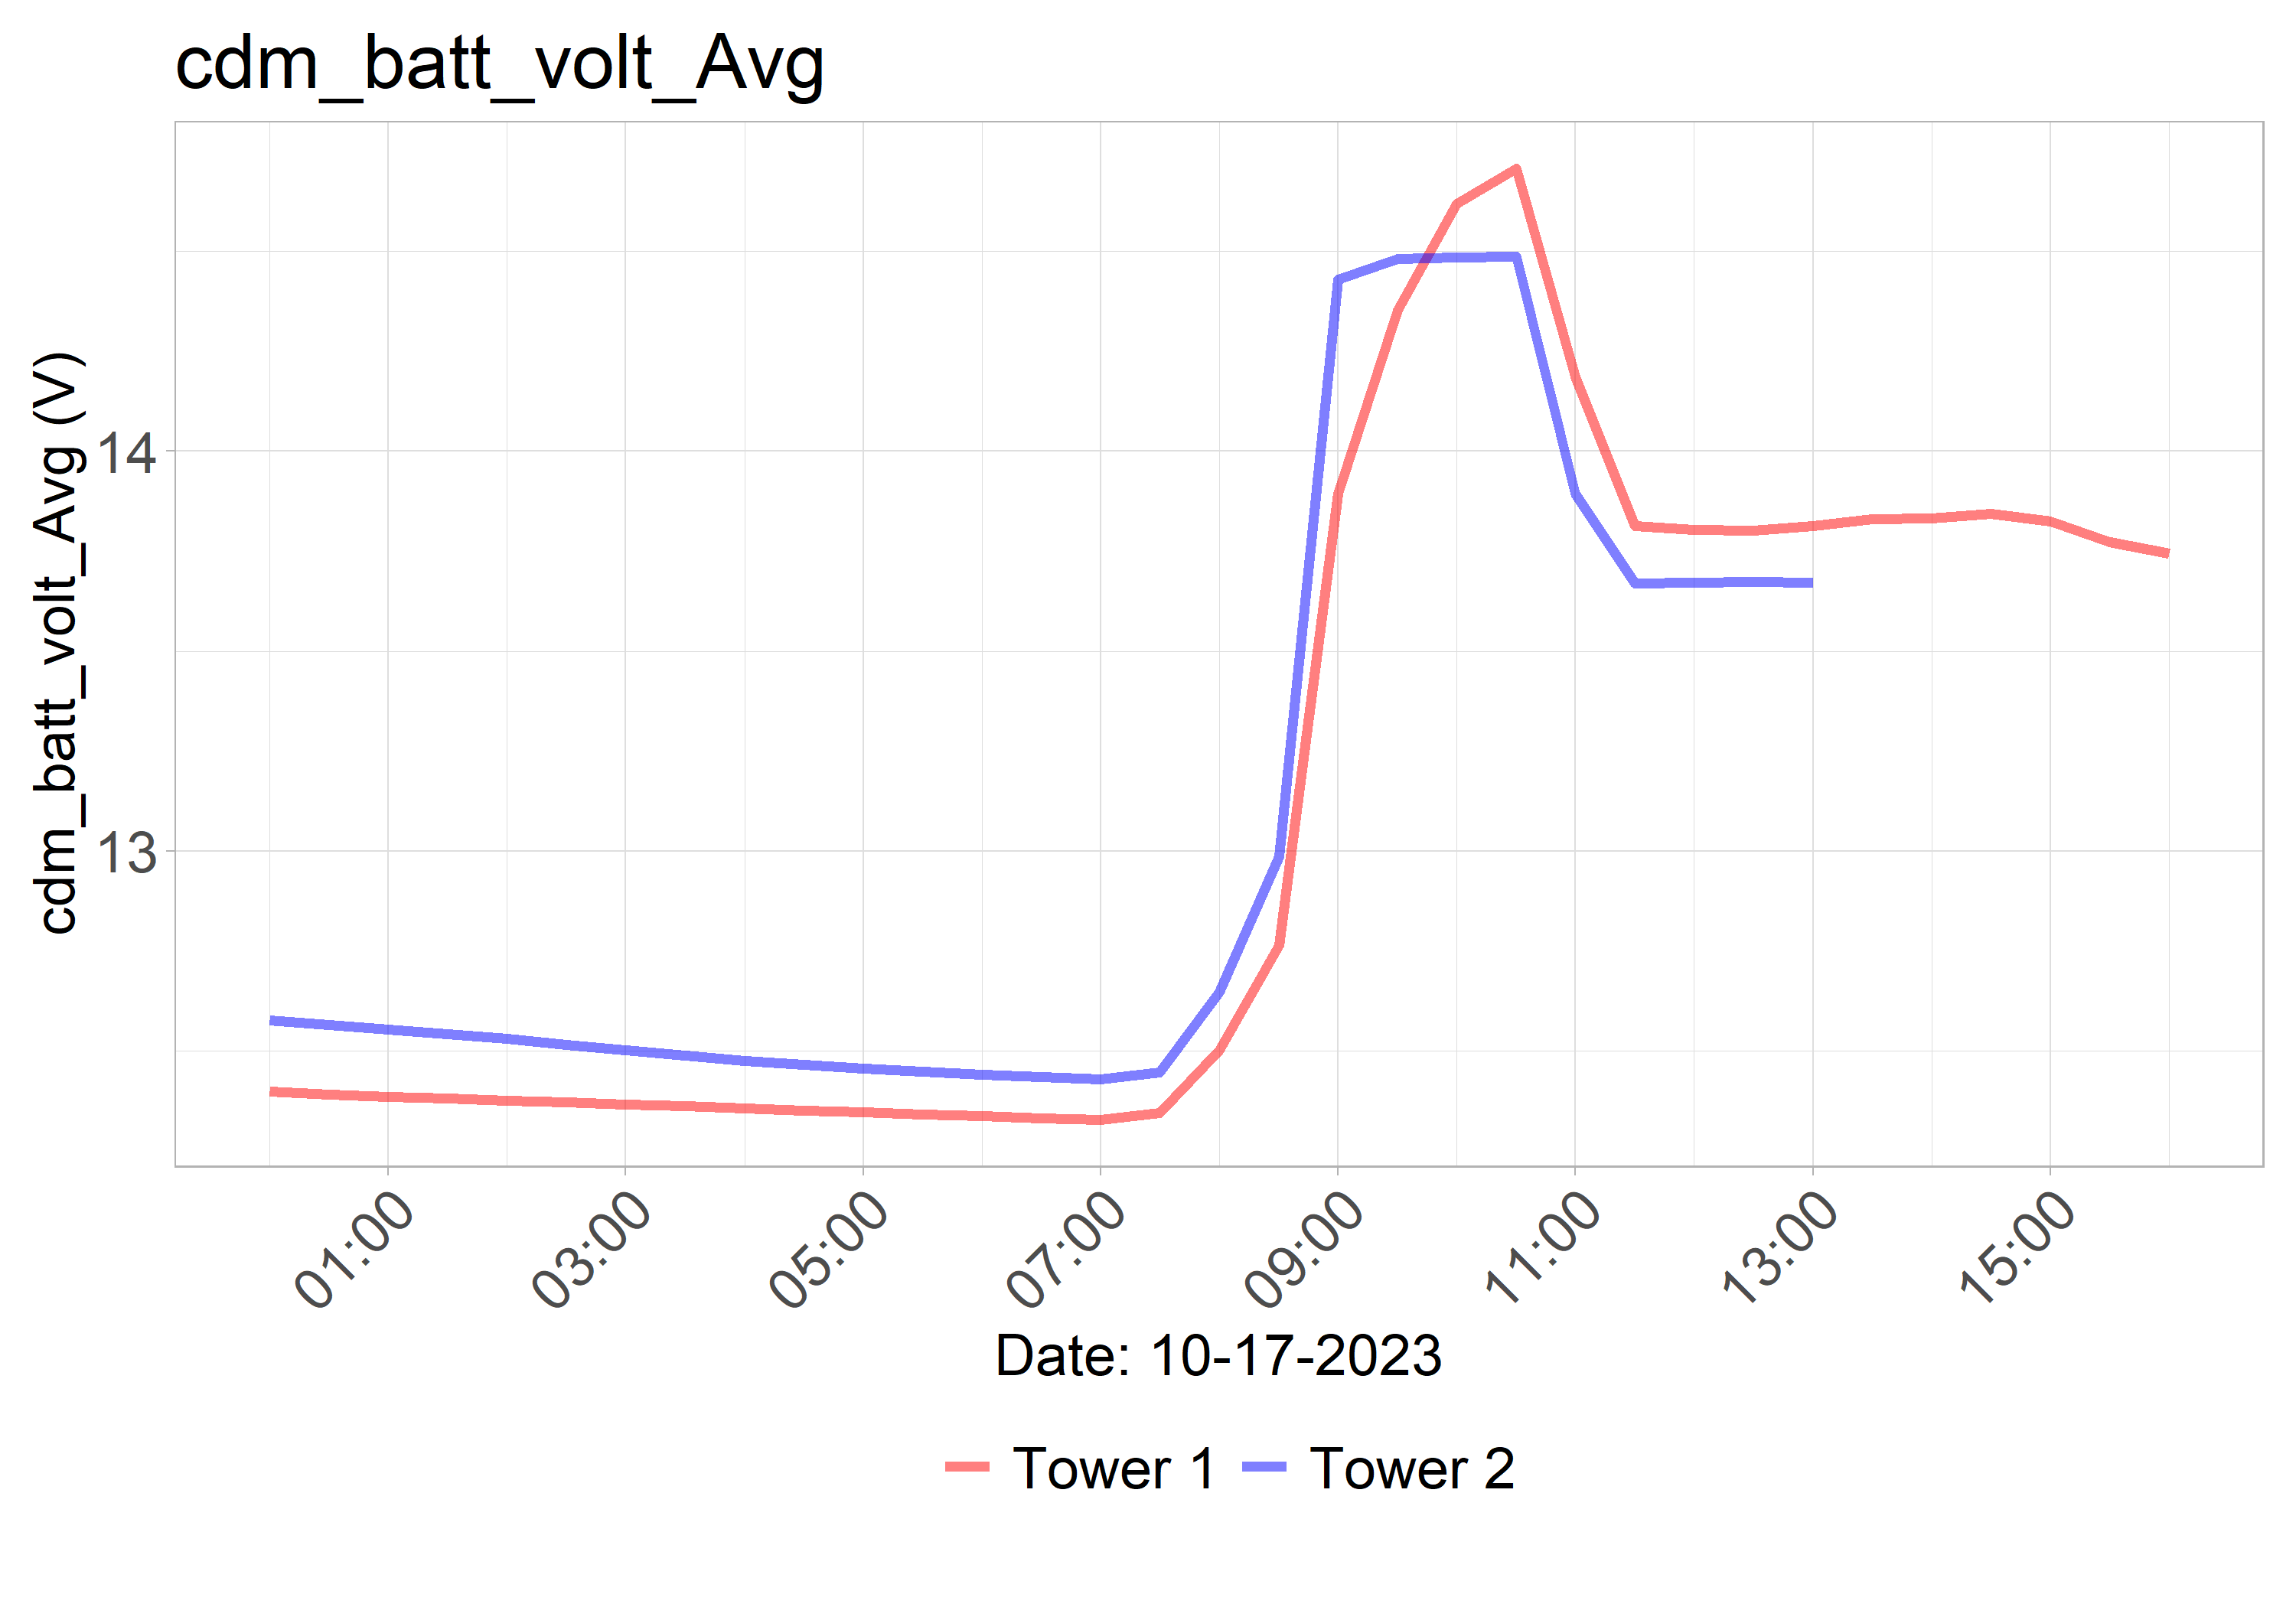 cdm_batt_volt_Avg
cdm_batt_volt_Avg (V)
14
13
01:00
03:00
05:00
07:00
09:00
11:00
13:00
15:00
Date: 10-17-2023
Tower 1
Tower 2